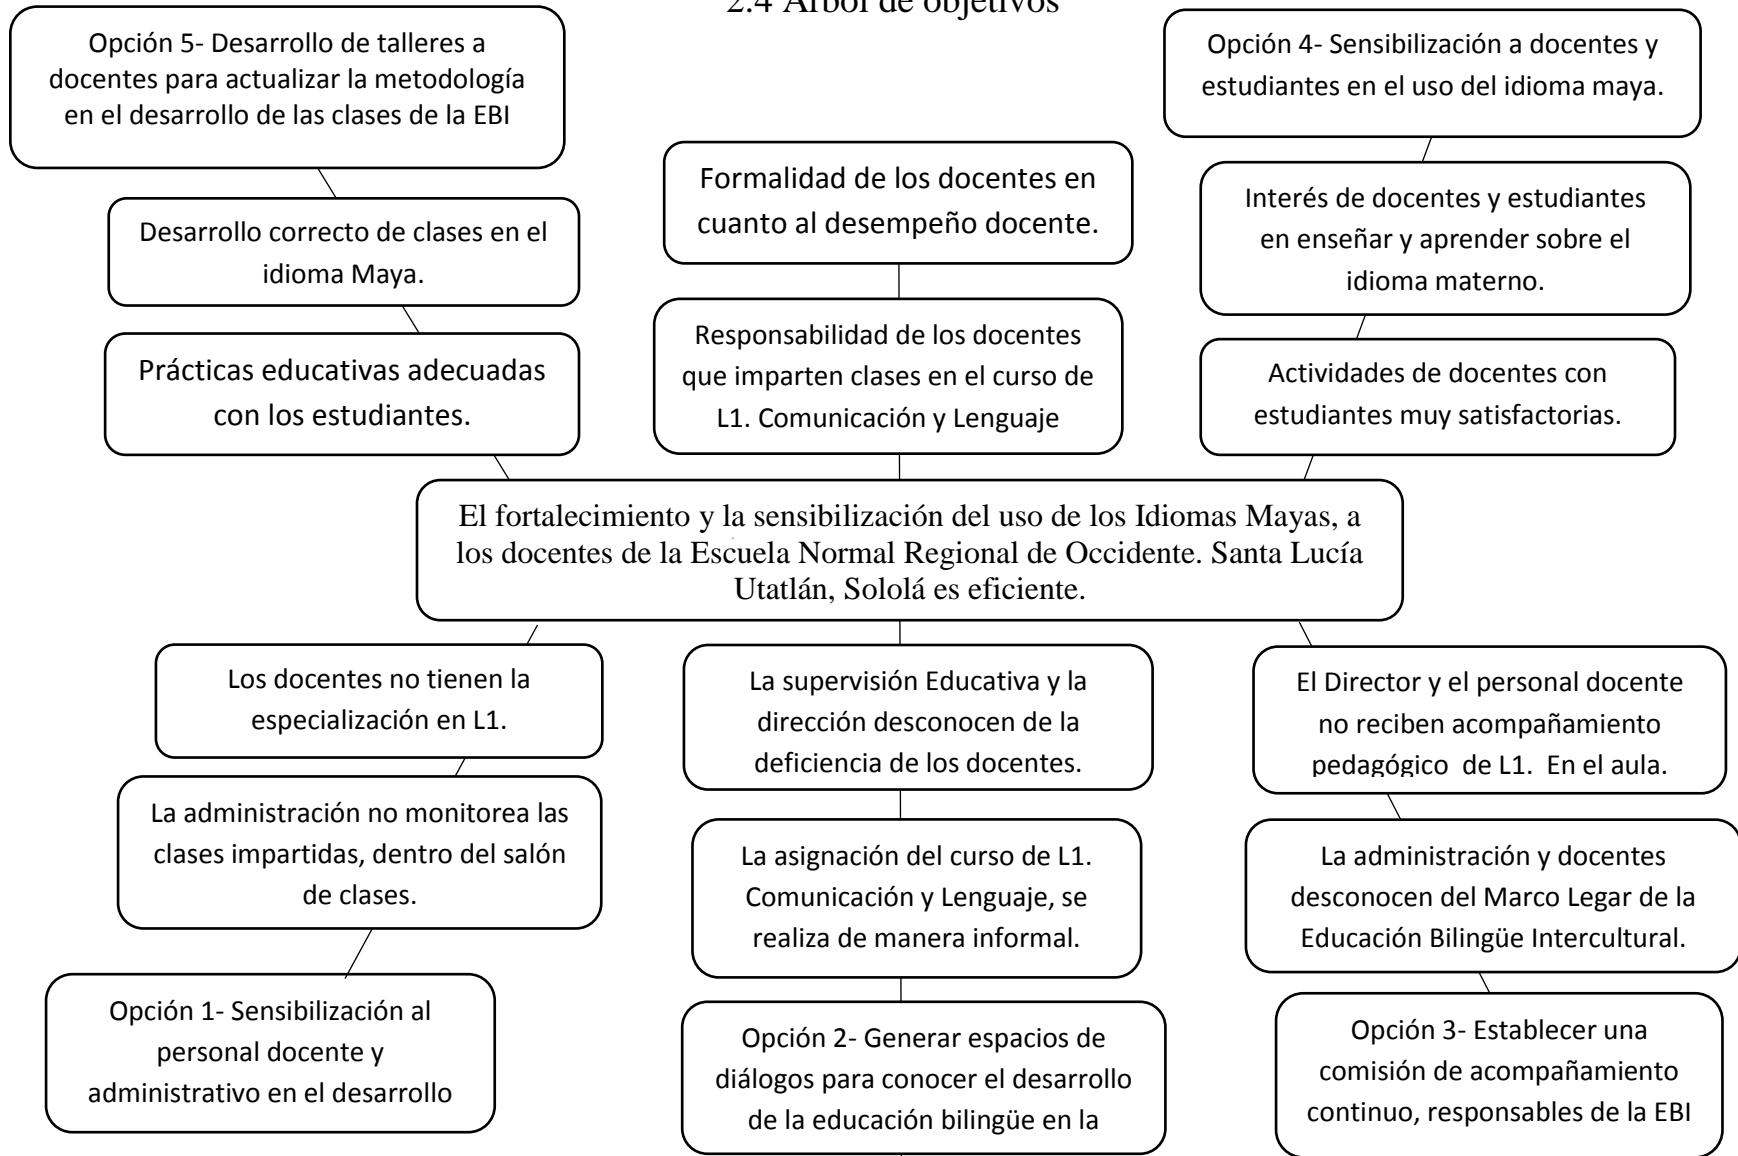 2.4 Árbol de objetivos
Opción 5- Desarrollo de talleres a
docentes para actualizar la metodología
en el desarrollo de las clases de la EBI
Desarrollo correcto de clases en el
idioma Maya.
Prácticas educativas adecuadas
con los estudiantes.
Formalidad de los docentes en
cuanto al desempeño docente.
Responsabilidad de los docentes
que imparten clases en el curso de
L1. Comunicación y Lenguaje
Opción 4- Sensibilización a docentes y
estudiantes en el uso del idioma maya.
Interés de docentes y estudiantes
en enseñar y aprender sobre el
idioma materno.
Actividades de docentes con
estudiantes muy satisfactorias.
El fortalecimiento y la sensibilización del uso de los Idiomas Mayas, a
los docentes de la Escuela Normal Regional de Occidente. Santa Lucía
Utatlán, Sololá es eficiente.
Los docentes no tienen la
especialización en L1.
La administración no monitorea las
clases impartidas, dentro del salón
de clases.
Opción 1- Sensibilización al
personal docente y
administrativo en el desarrollo
La supervisión Educativa y la
dirección desconocen de la
deficiencia de los docentes.
La asignación del curso de L1.
Comunicación y Lenguaje, se
realiza de manera informal.
Opción 2- Generar espacios de
diálogos para conocer el desarrollo
de la educación bilingüe en la
El Director y el personal docente
no reciben acompañamiento
pedagógico de L1. En el aula.
La administración y docentes
desconocen del Marco Legar de la
Educación Bilingüe Intercultural.
Opción 3- Establecer una
comisión de acompañamiento
continuo, responsables de la EBI